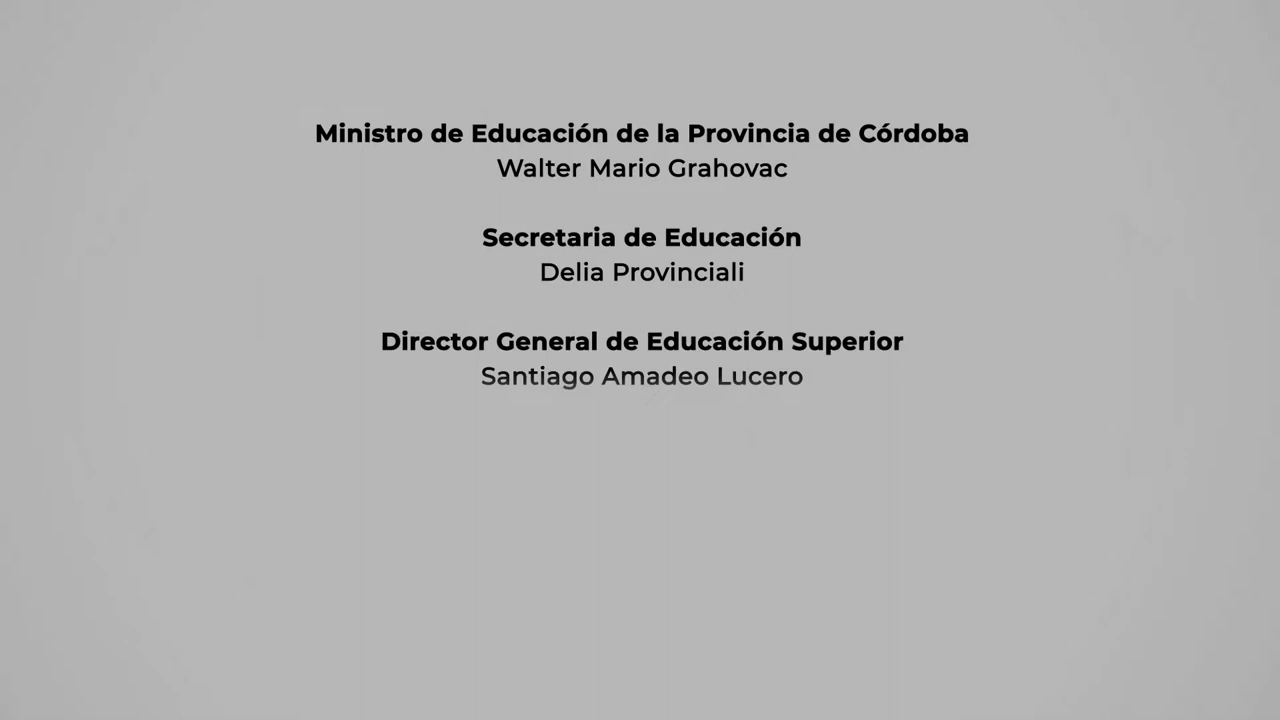 Ministro de Educación de la Provincia de Córdoba
Walter Mario Grahovac
Secretaria de Educación
Delia Provinciali
Director General de Educación Superior
Santiago Amadeo Lucero